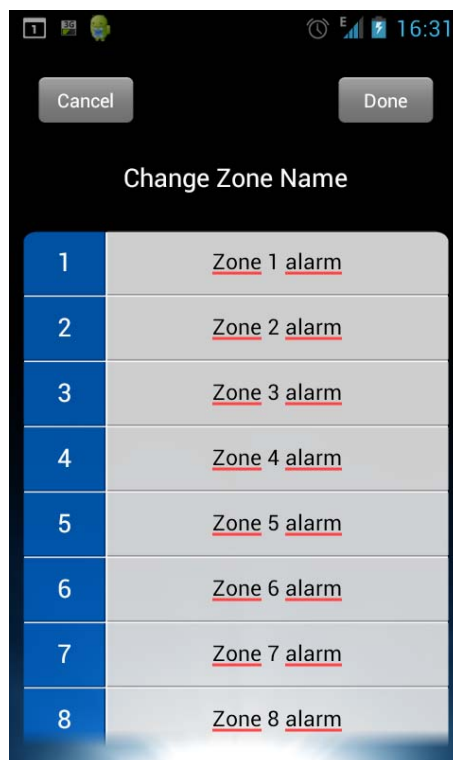 1 3G E 16:31
Cancel Done
Change Zone Name
1 Zone 1 alarm
2 Zone 2 alarm
3 Zone 3 alarm
4 Zone 4 alarm
5 Zone 5 alarm
6 Zone 6 alarm
7 Zone 7 alarm
8 Zone 8 alarm